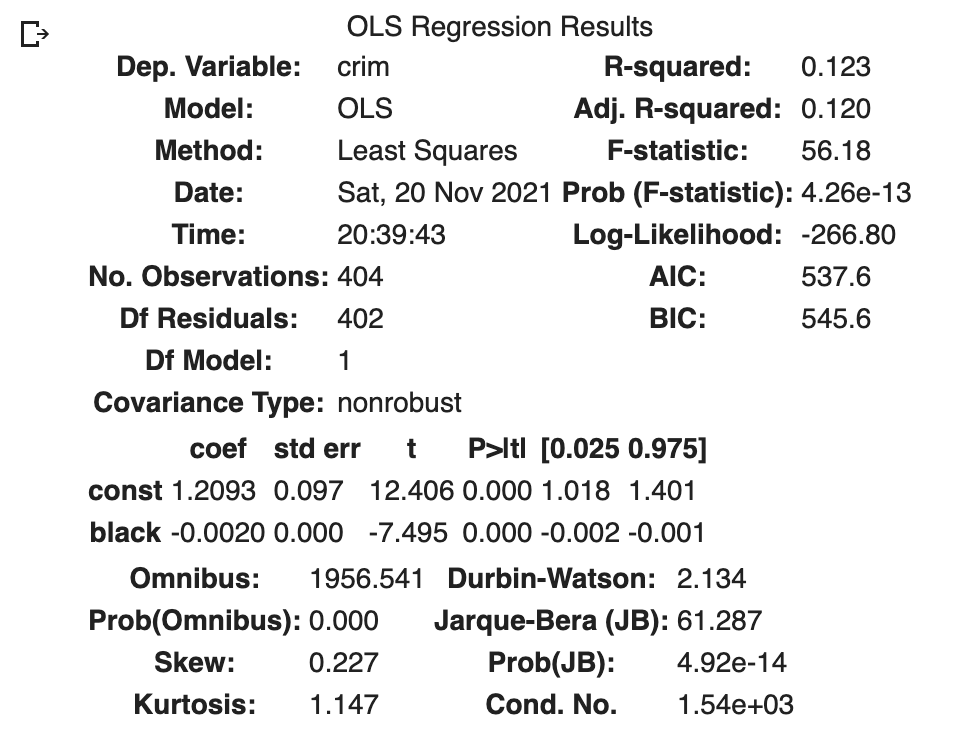 OLS Regression Results
Dep. Variable: crim R-squared: 0.123
Model: OLS Adj. R-squared: 0.120
Method: Least Squares F-statistic: 56.18
Date: Sat, 20 Nov 2021 Prob (F-statistic): 4.26e-13
Time: 20:39:43 Log-Likelihood: -266.80
No. Observations: 404 AIC: 537.6
Df Residuals: 402 BIC: 545.6
Df Model: 1
Covariance Type: nonrobust
coef std err t P>|t| [0.025 0.975]
const 1.2093 0.097 12.406 0.000 1.018 1.401
black -0.0020 0.000 -7.495 0.000 -0.002 -0.001
Omnibus: 1956.541 Durbin-Watson: 2.134
Prob(Omnibus): 0.000 Jarque-Bera (JB): 61.287
Skew: 0.227 Prob(JB): 4.92e-14
Kurtosis: 1.147 Cond. No. 1.54e+03